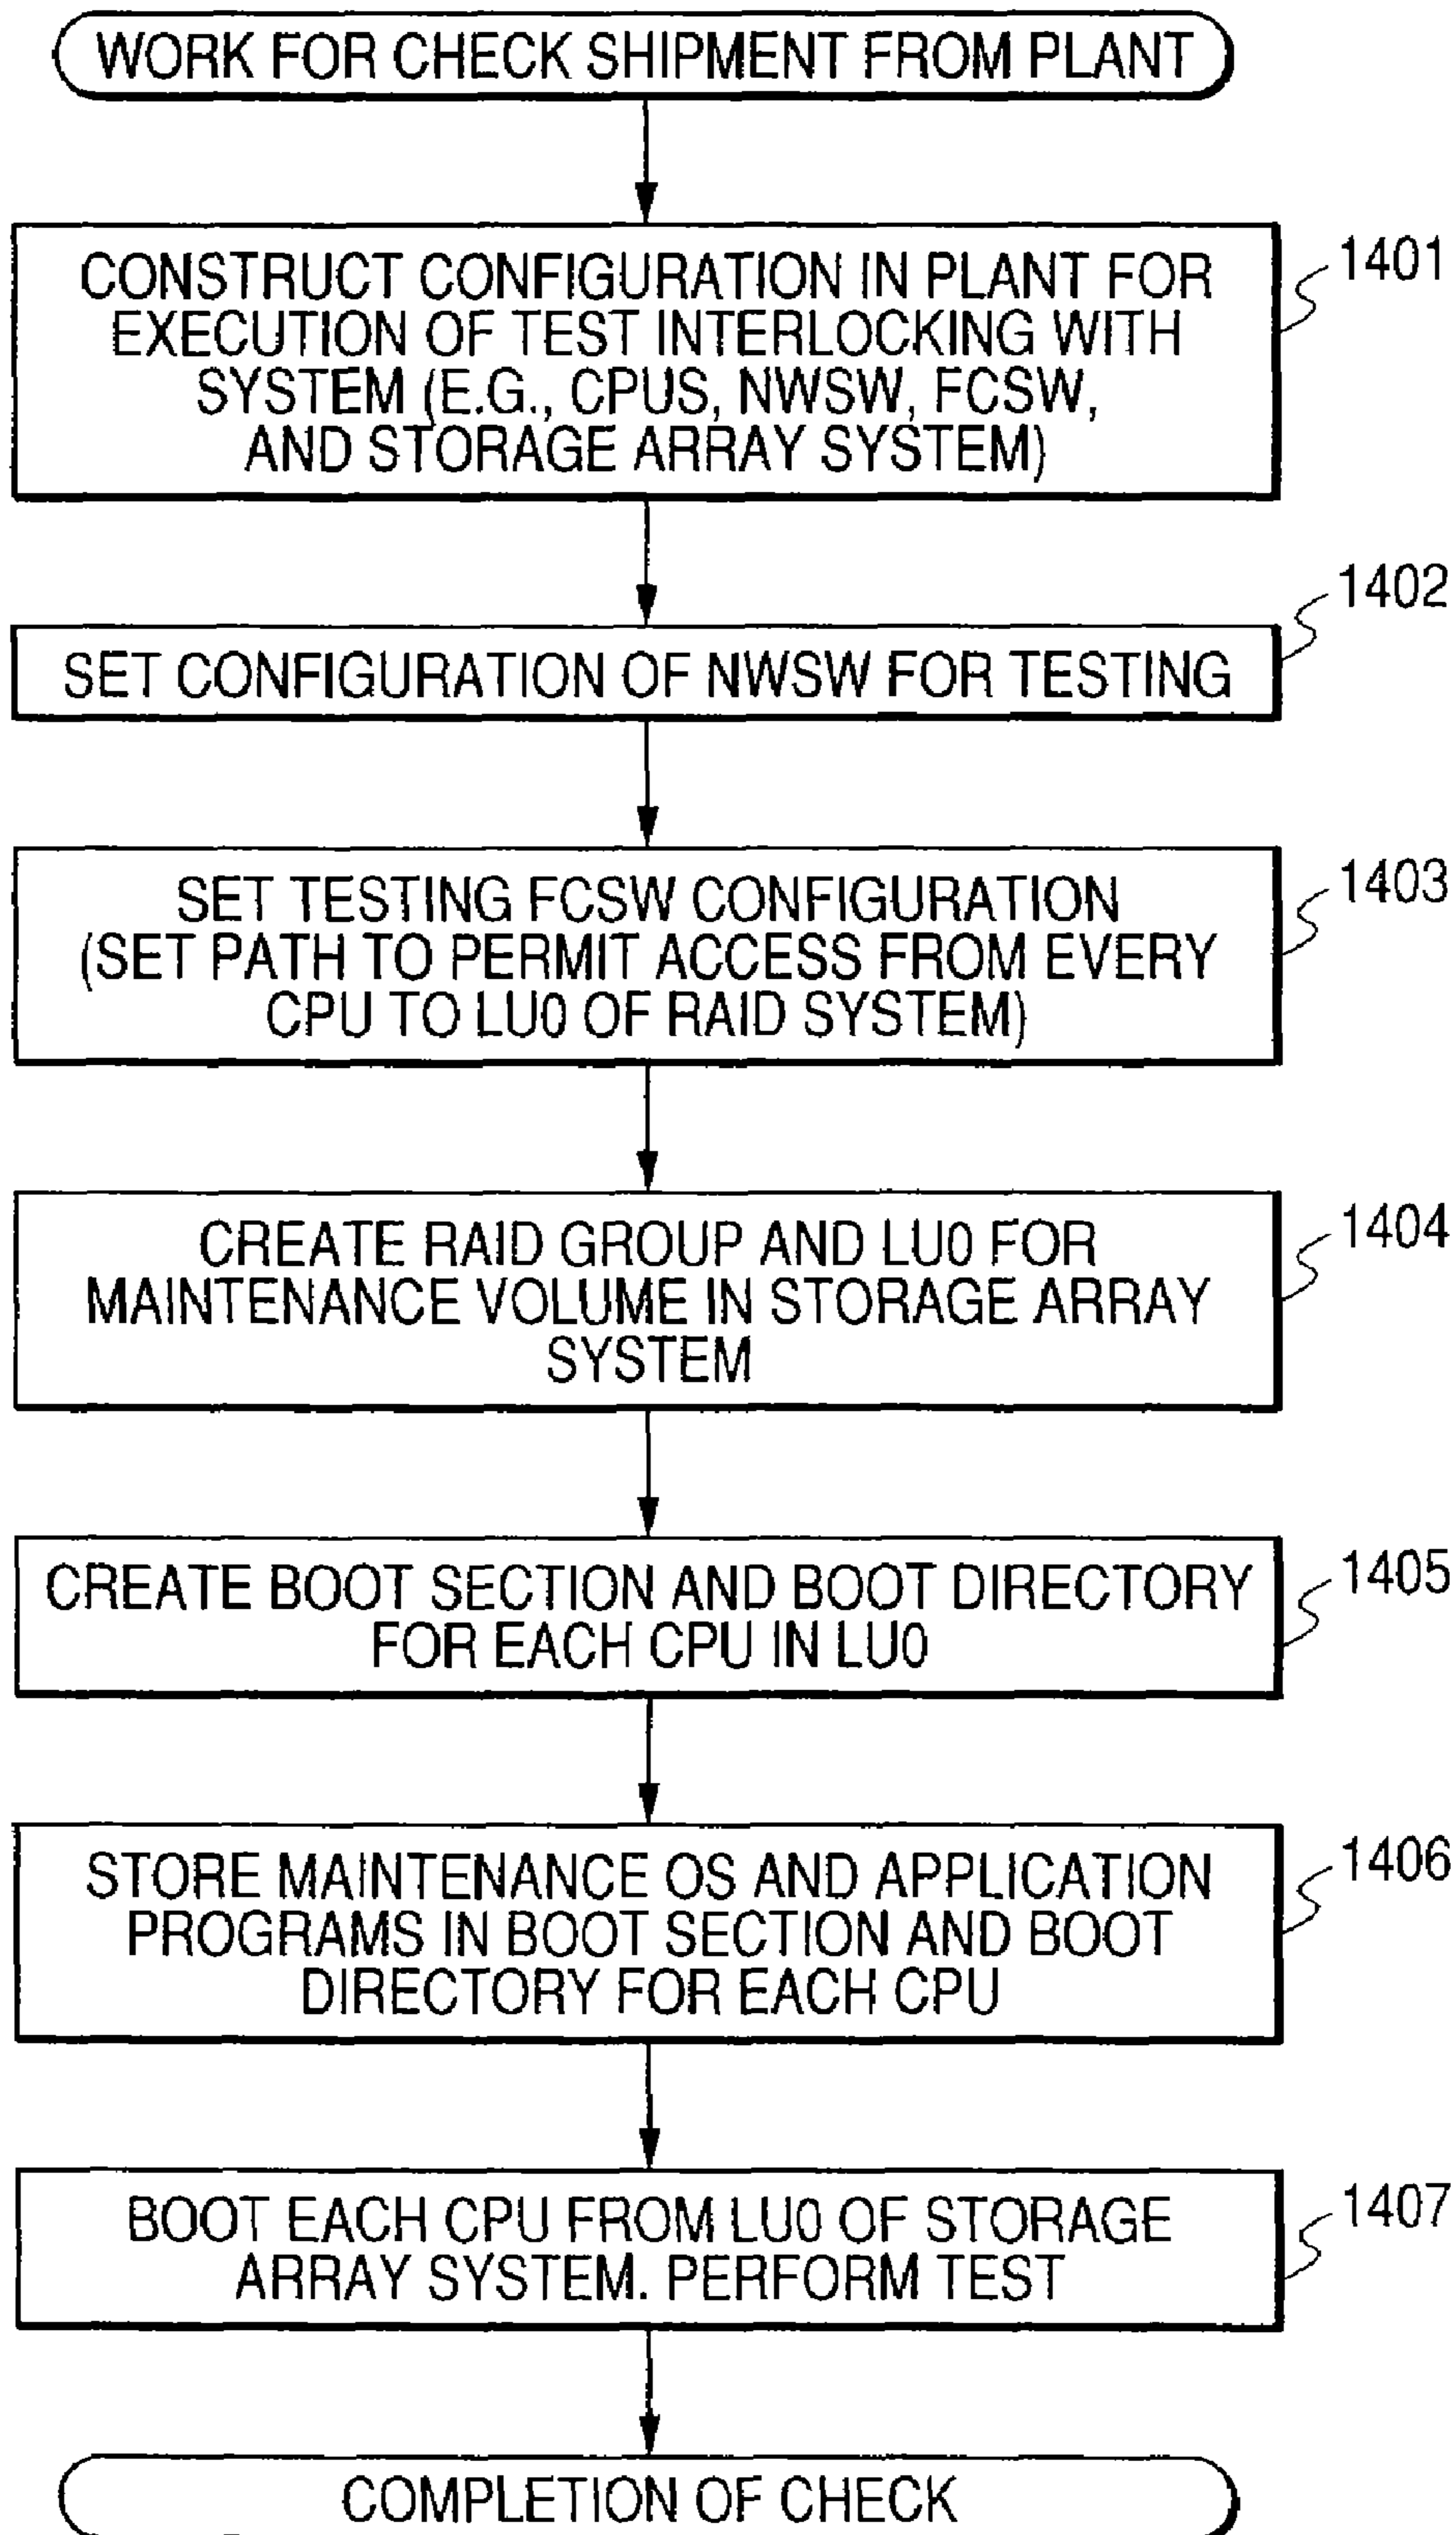 WORK FOR CHECK SHIPMENT FROM PLANT
CONSTRUCT CONFIGURATION IN PLANT FOR
EXECUTION OF TEST INTERLOCKING WITH
SYSTEM (E.G., CPUS, NWSW, FCSW,
AND STORAGE ARRAY SYSTEM)
1401
SET CONFIGURATION OF NWSW FOR TESTING
1402
SET TESTING FCSW CONFIGURATION
(SET PATH TO PERMIT ACCESS FROM EVERY
CPU TO LU0 OF RAID SYSTEM)
1403
CREATE RAID GROUP AND LU0 FOR
MAINTENANCE VOLUME IN STORAGE ARRAY
SYSTEM
1404
CREATE BOOT SECTION AND BOOT DIRECTORY
FOR EACH CPU IN LU0
1405
STORE MAINTENANCE OS AND APPLICATION
PROGRAMS IN BOOT SECTION AND BOOT
DIRECTORY FOR EACH CPU
1406
BOOT EACH CPU FROM LU0 OF STORAGE
ARRAY SYSTEM. PERFORM TEST
1407
COMPLETION OF CHECK